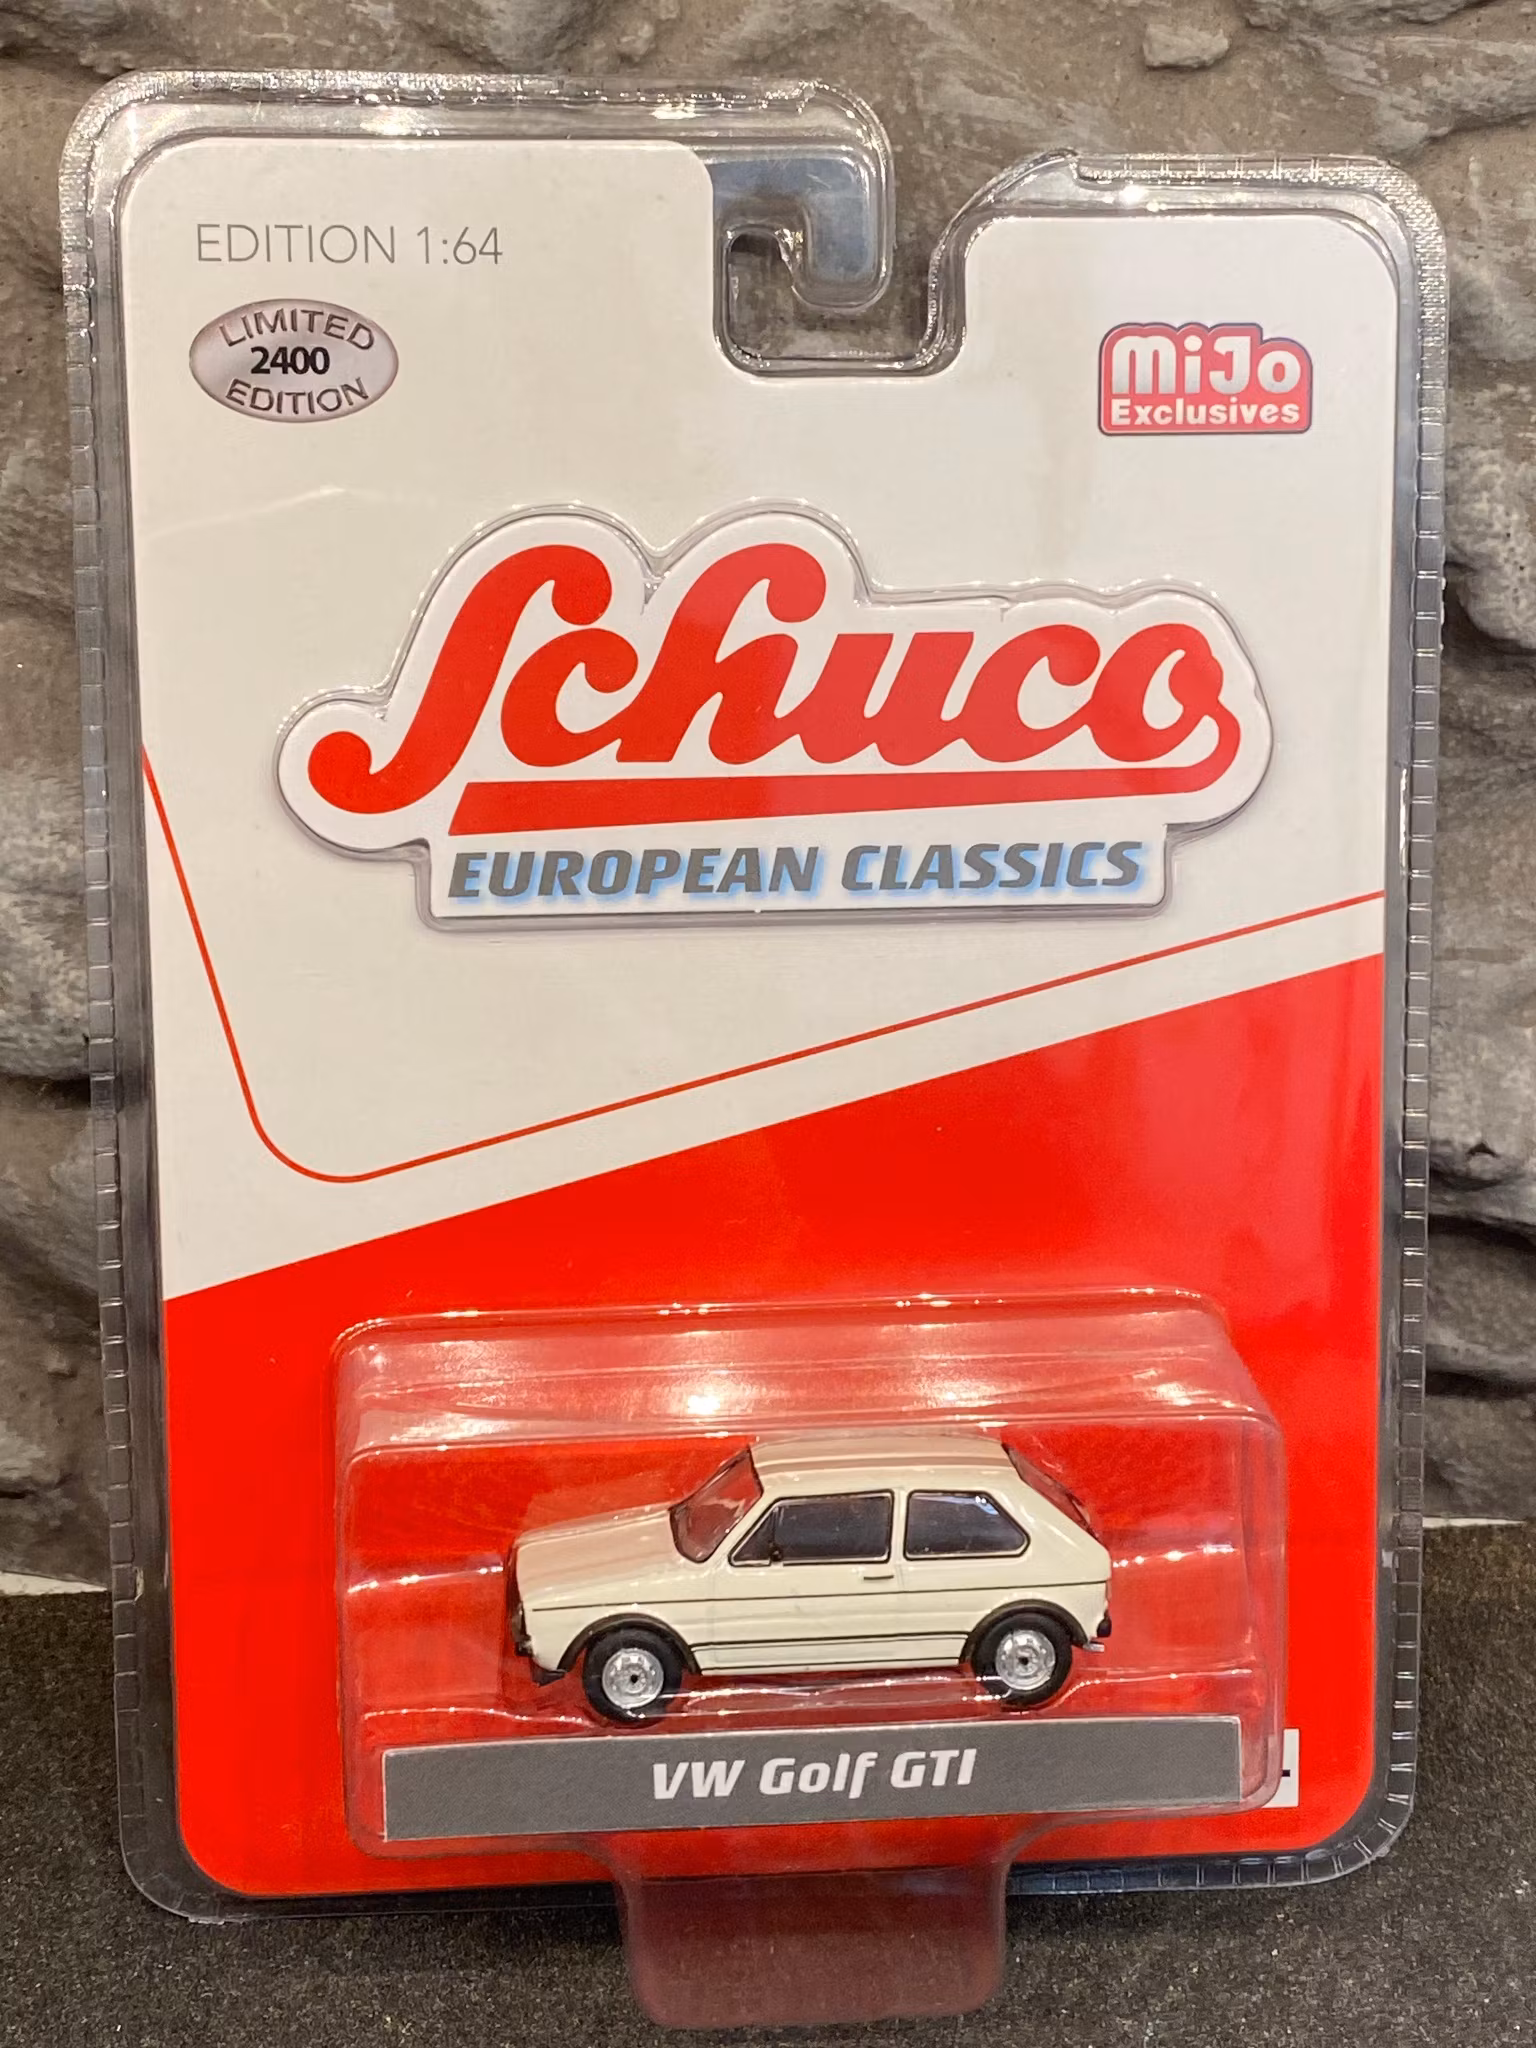 EDITION 1:64
LIMITED
2400
EDITION
MiJo
Exclusives
Schuco
EUROPEAN CLASSICS
VW Golf GTI